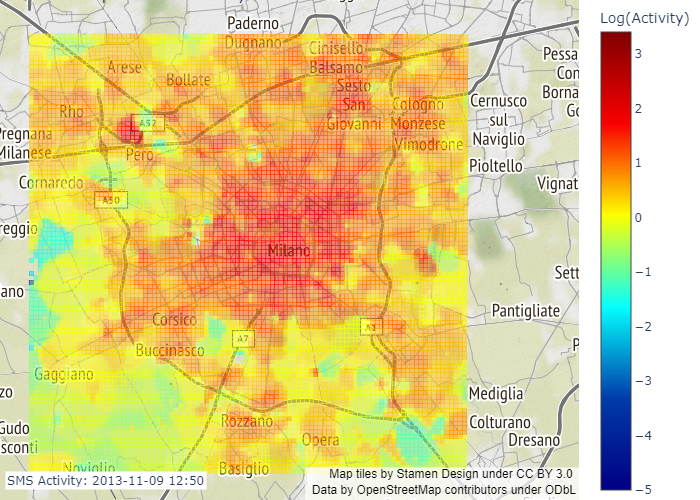 Log(Activity)
3
2
1
0
−1
−2
−3
−4
−5
Paderno
Dugnano
Cinisello
Balsamo
Arese
Bollate
Sesto
San
Giovanni
Cologno
Monzese
Vimodrone
Pessa
Con
Borna
Go
Rho
A52
Cernusco
sul
Naviglio
Pregnana
Milanese
Pero
Pioltello
Cornaredo
Vignat
A50
reggio
Milano
Sett
ano
Pantigliate
Corsico
A7
A1
Buccinasco
P
Gaggiano
zo
Mediglia
Rozzano
Colturano
Gudo
sconti
Opera
Dresano
Noviglio
Basiglio
SMS Activity: 2013-11-09 12:50
Map tiles by Stamen Design under CC BY 3.0
Data by OpenStreetMap contributors under ODbL